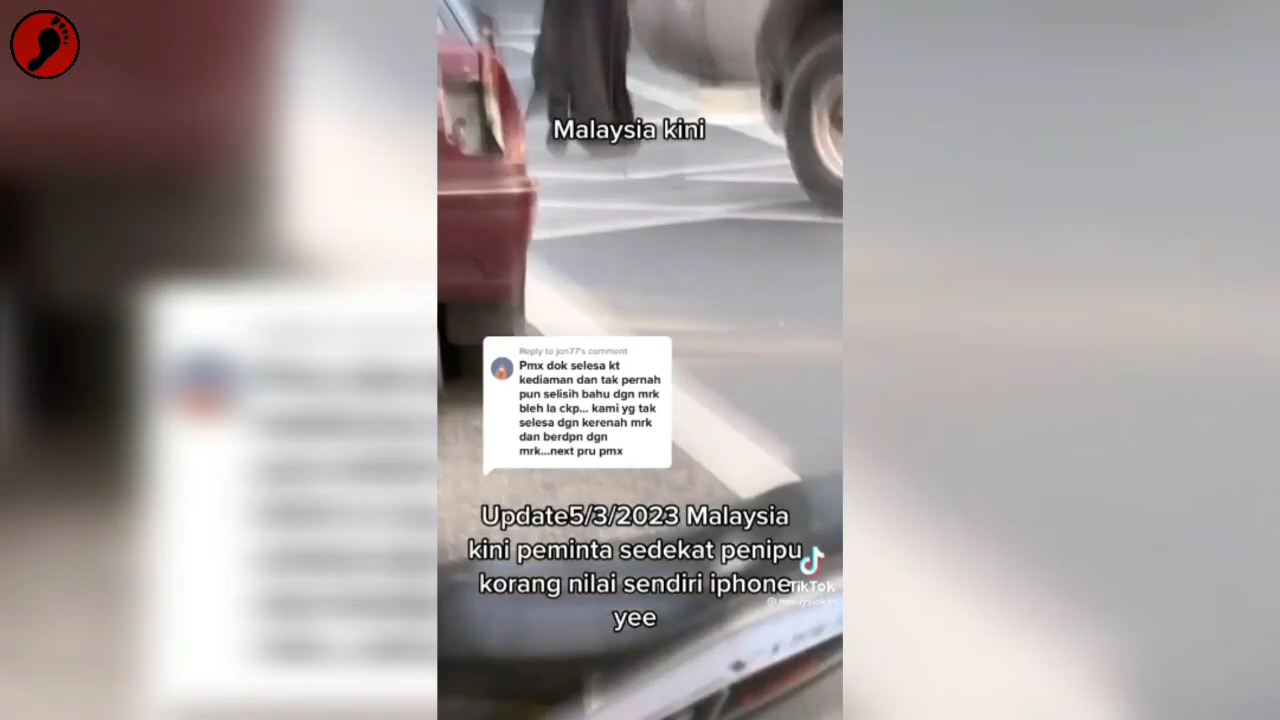 Malaysia kini
Reply to jan77's comment
Pmx dok selesa kt
kediaman dan tak pernah
pun selisih bahu dgn mrk
bleh la ckp... kami yg tak
selesa dgn kerenah mrk
dan berdpn dgn
mrk...next pru pmx
Update5/3/2023 Malaysia
kini peminta sedekat penipu
korang nilai sendiri iphone
yee
TikTok